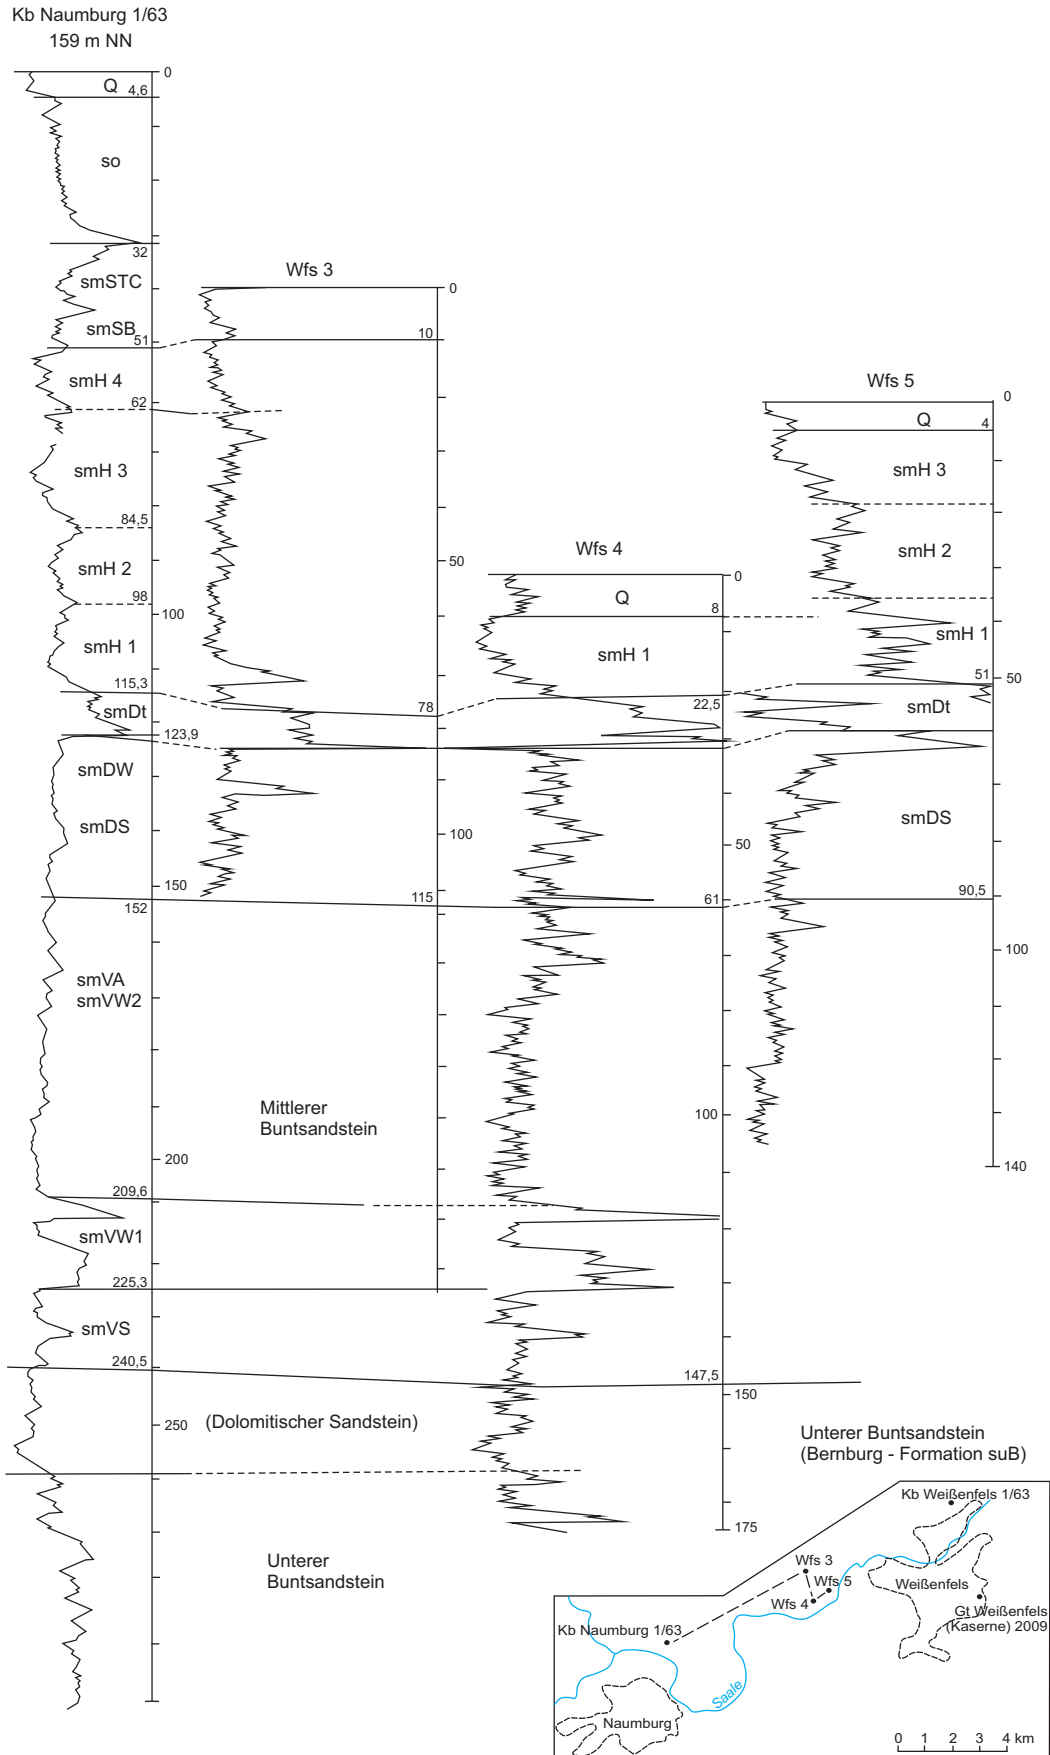 Kb Naumburg 1/63
159 m NN
0
Q 4,6
so
32
smSTC
smSB
51
smH 4
62
smH 3
84,5
smH 2
98
100
smH 1
115,3
smDt
123,9
smDW
smDS
150
152
smVA
smVW2
200
209,6
smVW1
225,3
smVS
240,5
250
Wfs 3
0
10
50
78
100
115
Mittlerer
Buntsandstein
(Dolomitischer Sandstein)
Unterer
Buntsandstein
Wfs 4
0
Q
8
smH 1
22,5
50
61
100
147,5
150
175
Wfs 5
0
Q
4
smH 3
smH 2
smH 1
51
50
smDt
smDS
90,5
100
140
Unterer Buntsandstein
(Bernburg - Formation suB)
Kb Weißenfels 1/63
Wfs 3
Wfs 5
Weißenfels
Wfs 4
Gt Weißenfels
(Kaserne) 2009
Kb Naumburg 1/63
Saale
Naumburg
0 1 2 3 4 km